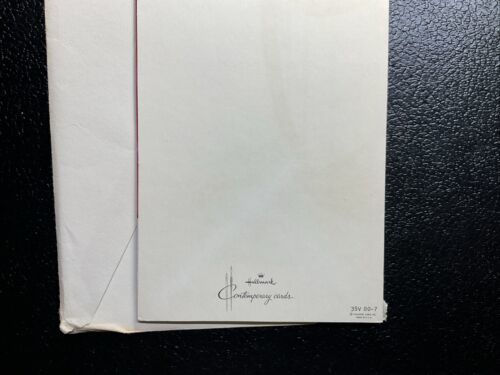 Hallmark
Contemporary cards
35V 00-7